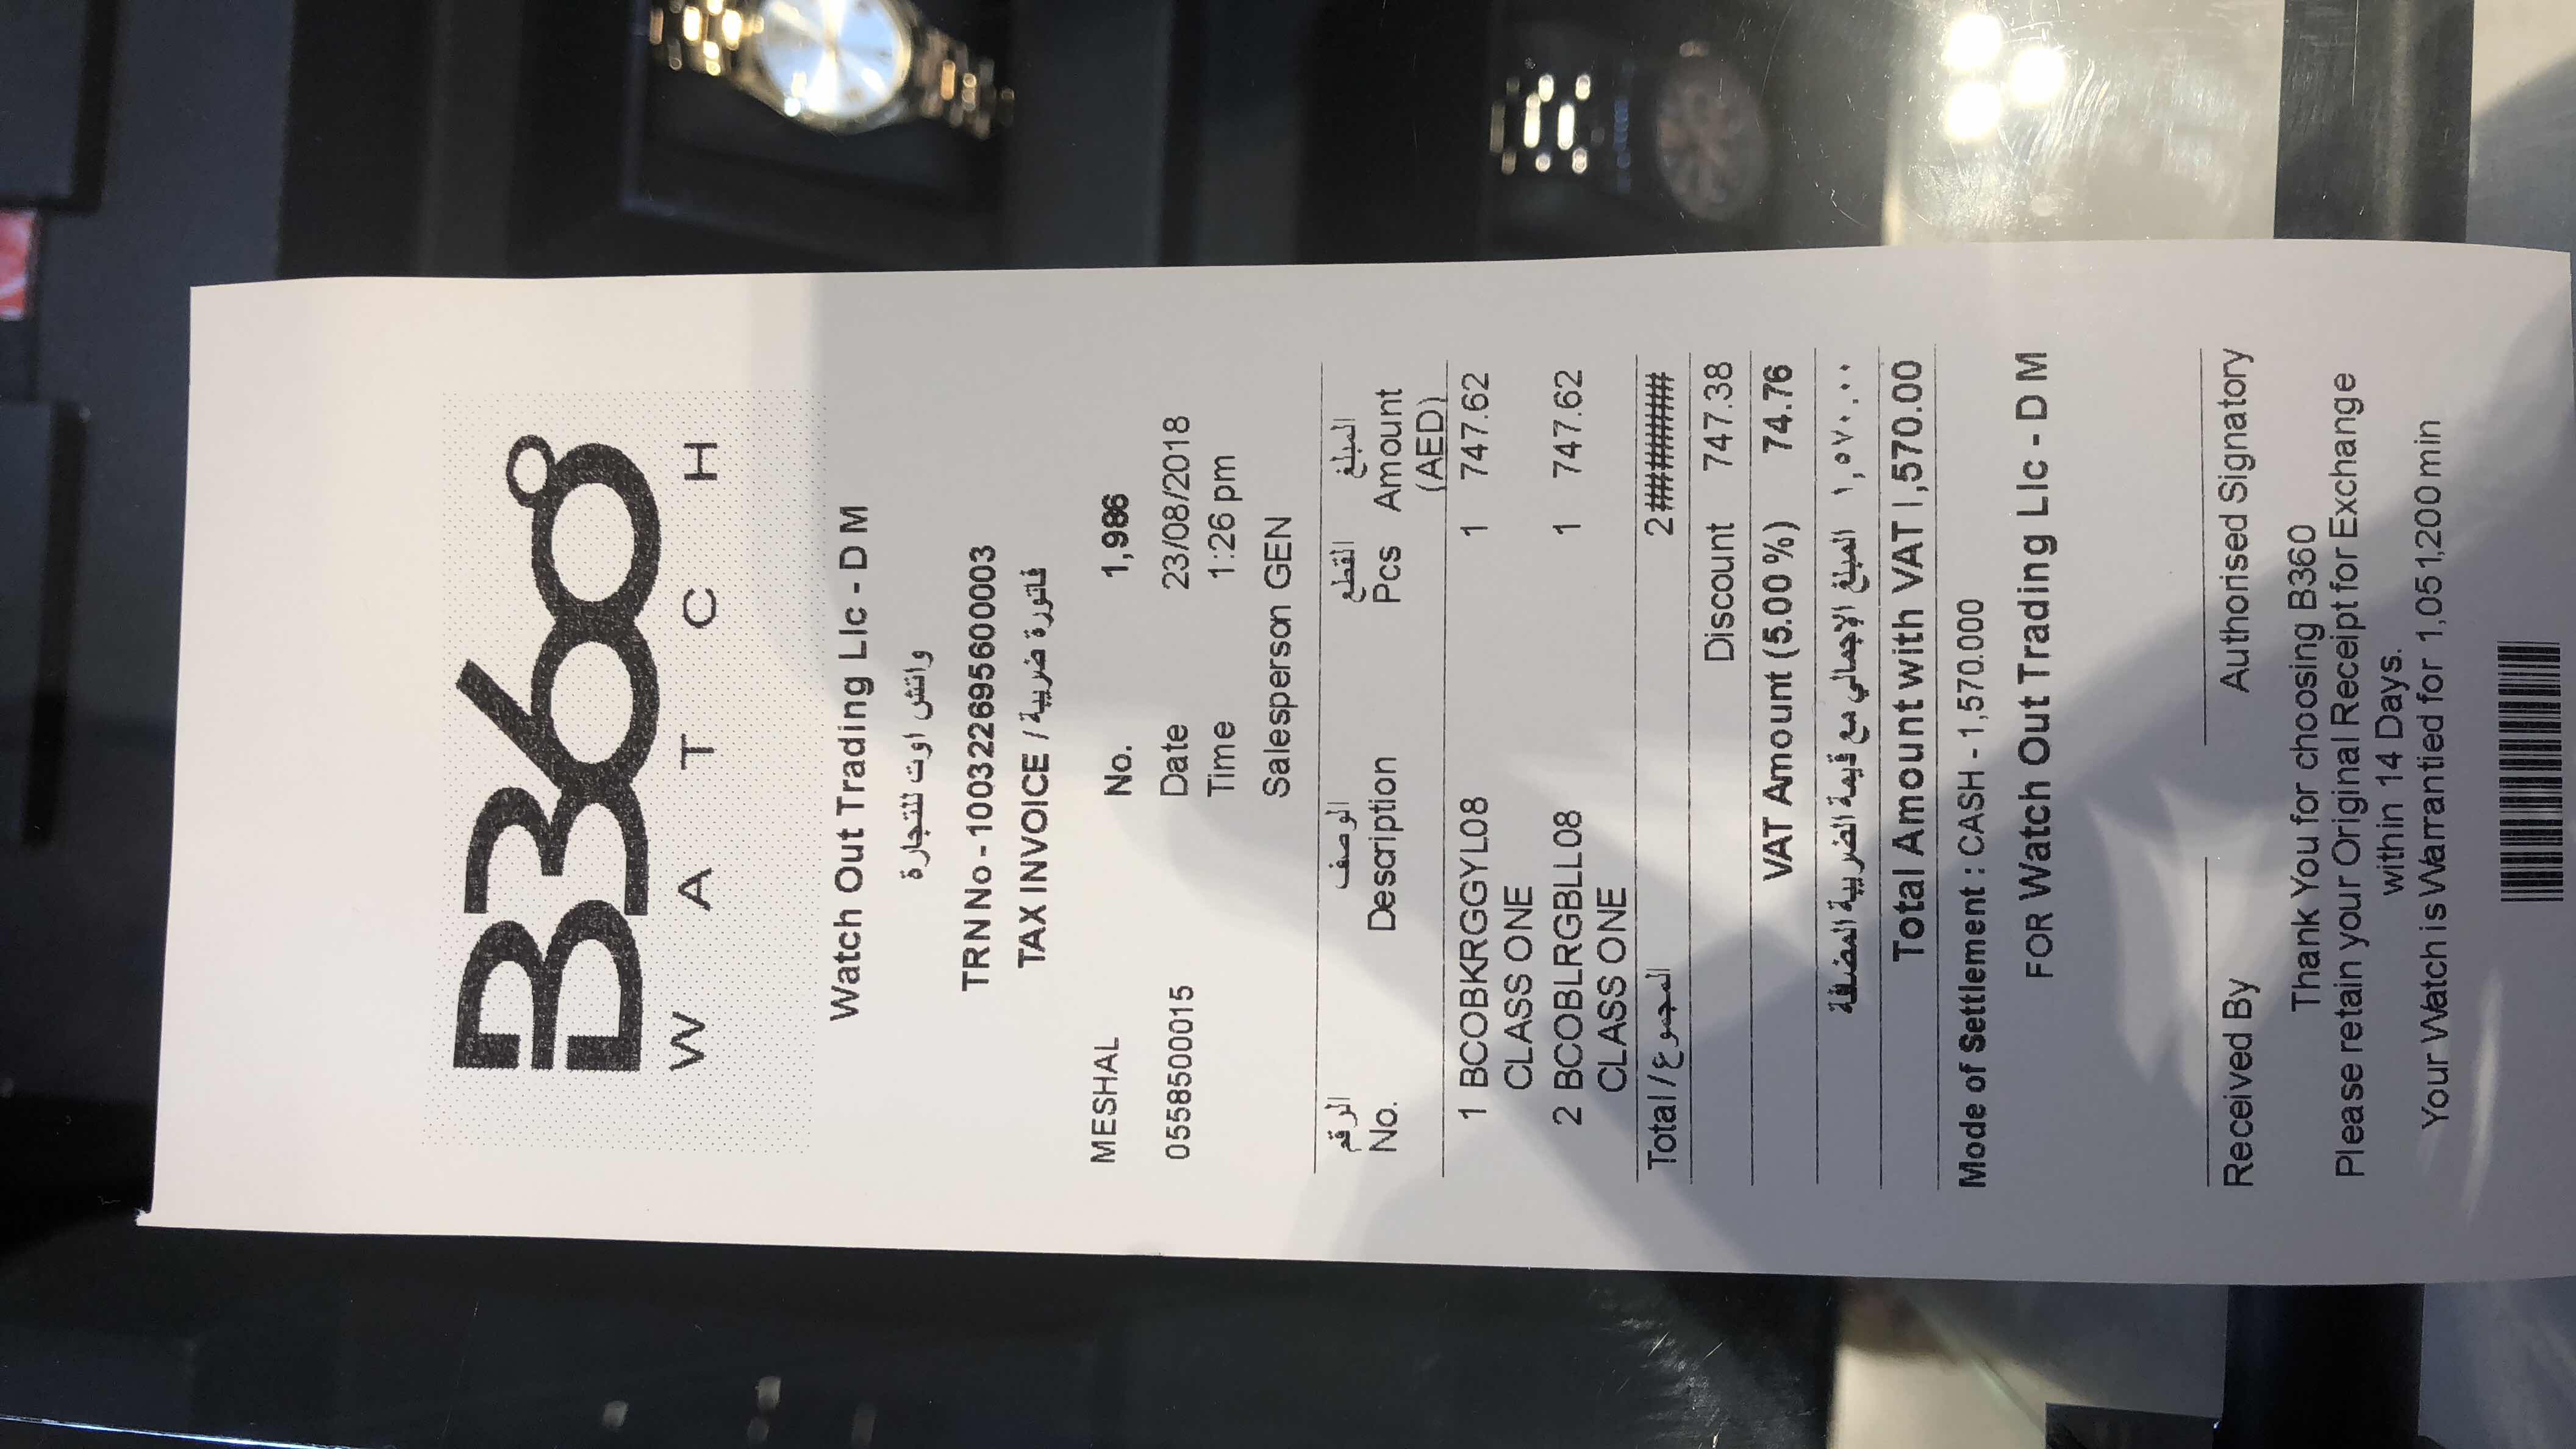 B360°
WATCH
Watch Out Trading Llc - D M
واتش اوت للتجارة
TRN No - 100322695600003
TAX INVOICE / فاتورة ضريبة
MESHAL No. 1,986
0558500015 Date 23/08/2018
Time 1:26 pm
Salesperson GEN
الرقم الوصف القطع المبلغ
No. Description Pcs Amount
(AED)
1 BCOBKRGGYL08 1 747.62
CLASS ONE
2 BCOBLRGBLL08 1 747.62
CLASS ONE
Total / المجموع 2 #######
Discount 747.38
VAT Amount (5.00 %) 74.76
المبلغ الإجمالي مع قيمة الضريبة المضافة ١,٥٧٠.٠٠
Total Amount with VAT 1,570.00
Mode of Settlement : CASH - 1,570.000
FOR Watch Out Trading Llc - D M
Received By Authorised Signatory
Thank You for choosing B360
Please retain your Original Receipt for Exchange
within 14 Days.
Your Watch is Warrantied for 1,051,200 min